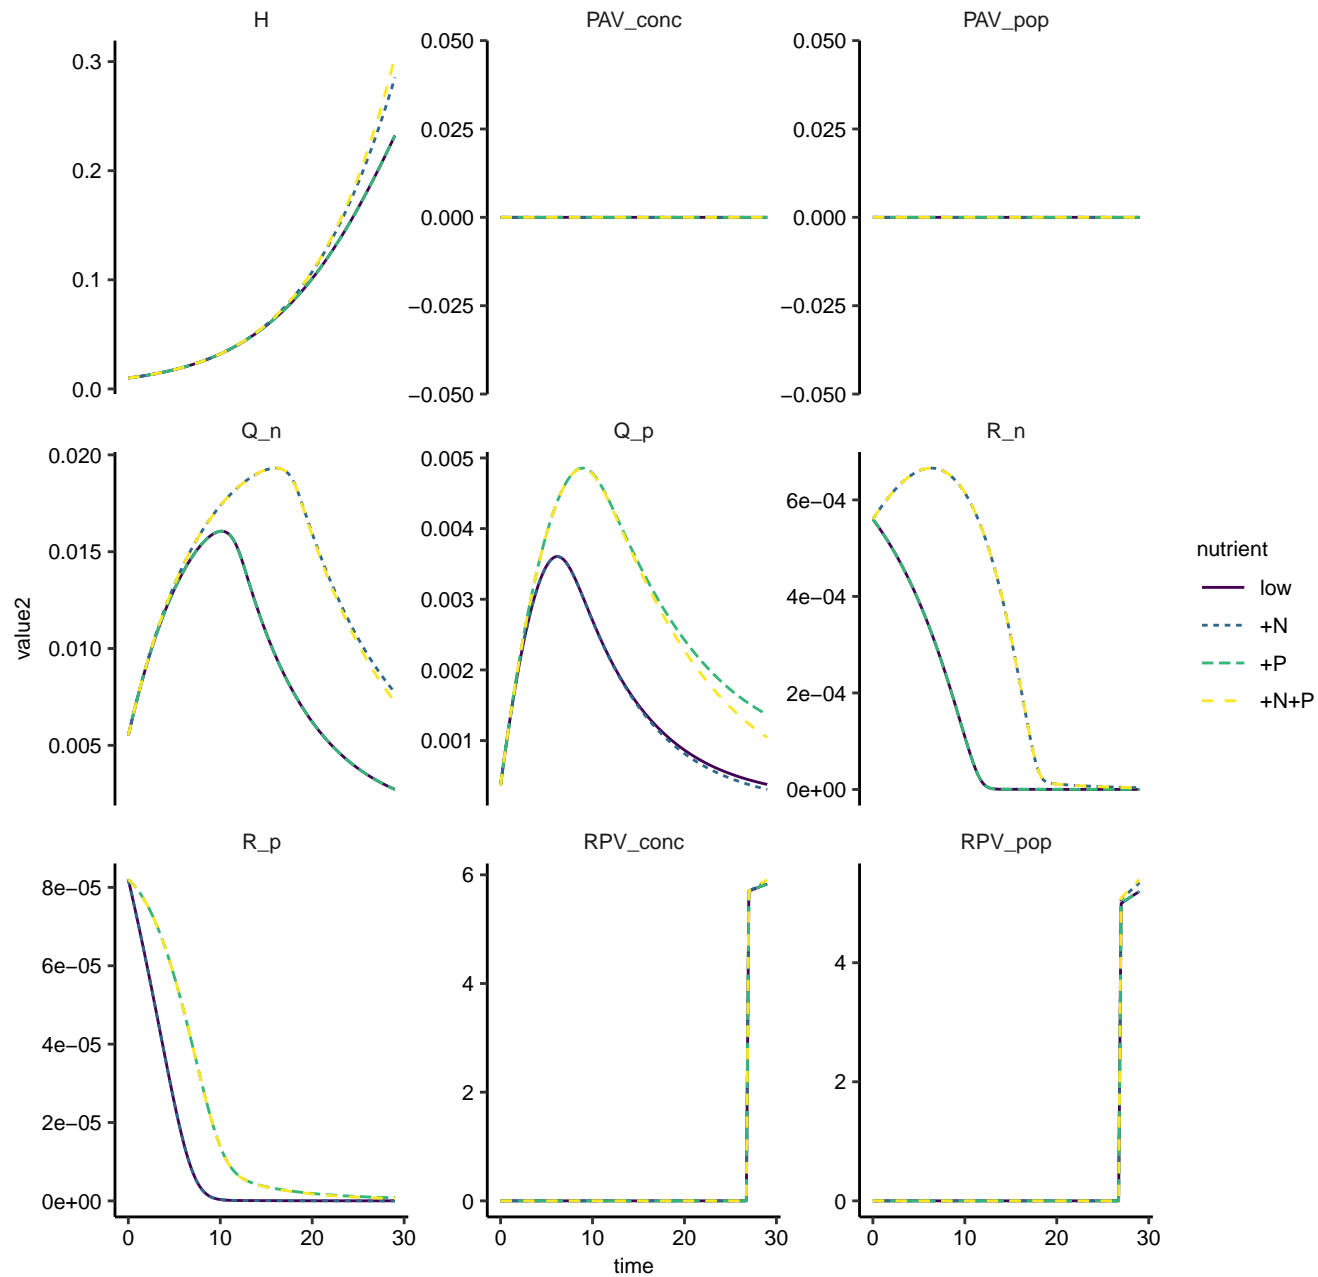 H
PAV_conc
PAV_pop
0.3
0.2
0.1
0.0
0.050
0.025
0.000
−0.025
−0.050
0.050
0.025
0.000
−0.025
−0.050
Q_n
Q_p
R_n
0.020
0.015
0.010
0.005
0.005
0.004
0.003
0.002
0.001
6e−04
4e−04
2e−04
0e+00
value2
nutrient
low
+N
+P
+N+P
R_p
RPV_conc
RPV_pop
8e−05
6e−05
4e−05
2e−05
0e+00
6
4
2
0
4
2
0
0 10 20 30
0 10 20 30
0 10 20 30
time